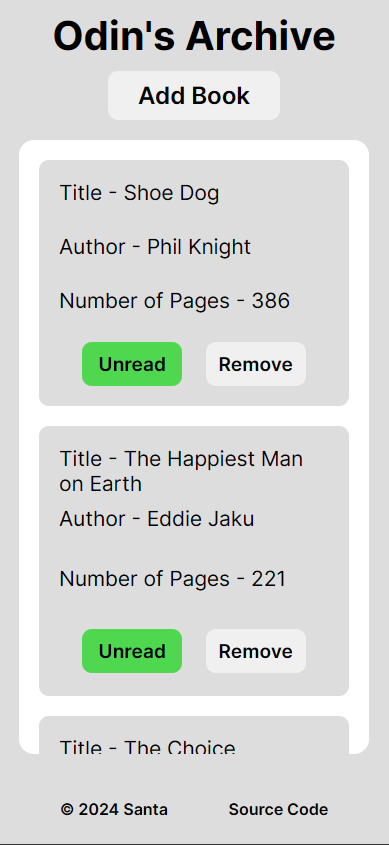 Odin's Archive
Add Book
Title - Shoe Dog
Author - Phil Knight
Number of Pages - 386
Unread Remove
Title - The Happiest Man
on Earth
Author - Eddie Jaku
Number of Pages - 221
Unread Remove
Title - The Choice
© 2024 Santa Source Code